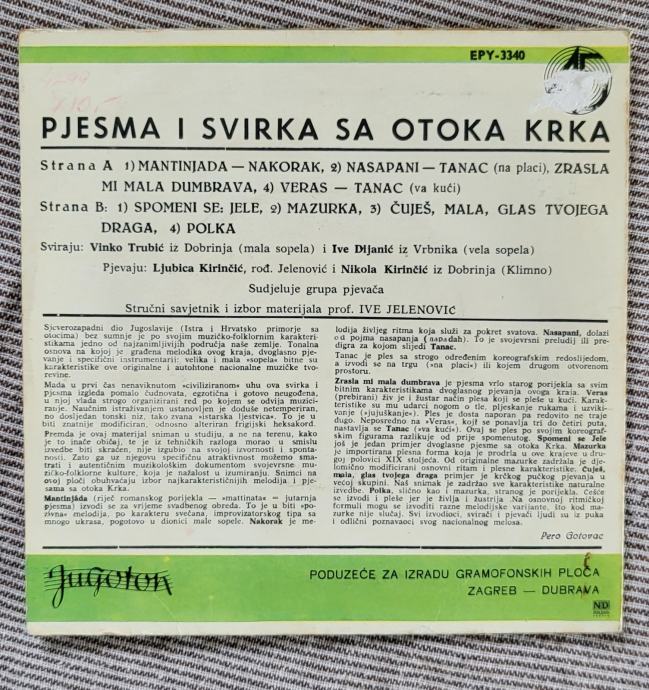 EPY-3340
PJESMA I SVIRKA SA OTOKA KRKA
Strana A 1) MANTINJADA — NAKORAK, 2) NASAPANI — TANAC (na placi), ZRASLA
MI MALA DUMBRAVA, 4) VERAS — TANAC (va kući)
Strana B: 1) SPOMENI SE: JELE, 2) MAZURKA, 3) ČUJEŠ, MALA, GLAS TVOJEGA
DRAGA, 4) POLKA
Sviraju: Vinko Trubić iz Dobrinja (mala sopela) i Ive Dijanić iz Vrbnika (vela sopela)
Pjevaju: Ljubica Kirinčić, rođ. Jelenović i Nikola Kirinčić iz Dobrinja (Klimno)
Sudjeluje grupa pjevača
Stručni savjetnik i izbor materijala prof. IVE JELENOVIĆ
Sjeverozapadni dio Jugoslavije (Istra i Hrvatsko primorje sa
otocima) bez sumnje je po svojim muzičko-folklornim karakteri-
stikama jedno od najzanimljivijih područja naše zemlje. Tonalna
osnova na kojoj je građena melodika ovog kraja, dvoglasno pje-
vanje i specifični instrumentarij: velika i mala »sopela« bitne su
karakteristike ove originalne i autohtone nacionalne muzičke tvo-
revine.
Mada u prvi čas nenaviknutom »civiliziranom« uhu ova svirka i
pjesma izgleda pomalo čudnovata, egzotična i gotovo neugođena,
u njoj vlada strogo organizirani red po kojem se odvija muzici-
ranje. Naučnim istraživanjem ustanovljen je doduše netemperiran,
no dosljedan tonski niz, tako zvana »istarska ljestvica«. To je u
biti znatnije modificiran, odnosno alteriran frigijski heksakord.
Premda je ovaj materijal sniman u studiju, a ne na terenu, kako
je to inače običaj, te je iz tehničkih razloga morao u smislu
izvedbe biti skraćen, nije izgubio na svojoj izvornosti i sponta-
nosti. Zato ga uz njegovu specifičnu atraktivnost možemo sma-
trati i autentičnim muzikološkim dokumentom svojevrsne mu-
zičko-folklorne kulture, koja je nažalost u izumiranju. Snimci na
ovoj ploči obuhvaćaju izbor najkarakterističnijih melodija i pje-
sama sa otoka Krka.
Mantinjáda (riječ romanskog porijekla — »mattinata« = jutarnja
pjesma) izvodi se za vrijeme svadbenog obreda. To je u biti »po-
zivna« melodija, po karakteru svečana, improvizatorskog tipa sa
mnogo ukrasa, pogotovo u dionici male sopele. Nakorak je me-
lodija življeg ritma koja služi za pokret svatova. Nasapani, dolazi
od pojma nasapanja (napadah). To je svojevrsni preludij ili pre-
digra za kojom slijedi Tanac.
Tanac je ples sa strogo određenim koreografskim redoslijedom,
a izvodi se na trgu (»na placi«) ili kojem drugom otvorenom
prostoru.
Zrasla mi mala dumbrava je pjesma vrlo starog porijekla sa svim
bitnim karakteristikama dvoglasnog pjevanja ovoga kraja. Veras
(prebirani) živ je i žustar način plesa koji se pleše u kući. Karak-
teristike su mu udarci nogom o tle, pljeskanje rukama i uzviki-
vanje (»jujuškanje«). Ples je dosta naporan pa redovito ne traje
dugo. Neposredno na »Veras«, koji se ponavlja tri do četiri puta,
nastavlja se Tanac (»va kući«). Ovaj se ples po svojim koreograf-
skim figurama razlikuje od prije spomenutog. Spomeni se Jele
još je jedan primjer dvoglasne pjesme sa otoka Krka. Mazurka
je importirana plesna forma koja je prodrla u ove krajeve u dru-
goj polovici XIX stoljeća. Od originalne mazurke zadržala je dje-
lomično modificirani osnovni ritam i plesne karakteristike. Čuješ,
mala, glas tvojega draga primjer je krčkog pučkog pjevanja u
većoj skupini. Naš snimak je zadržao sve karakteristike naturalne
izvedbe. Polka, slično kao i mazurka, stranog je porijekla. Češće
se izvodi i pleše jer je življa i žustrija. Na osnovnoj ritmičkoj
formuli mogu se izvoditi razne melodijske varijante, što kod ma-
zurke nije slučaj. Svi izvodioci, svirači i pjevači ljudi su iz puka
i odlični poznavaoci svog nacionalnog melosa.
Pero Gotovac
Jugoton
PODUZEĆE ZA IZRADU GRAMOFONSKIH PLOČA
ZAGREB — DUBRAVA